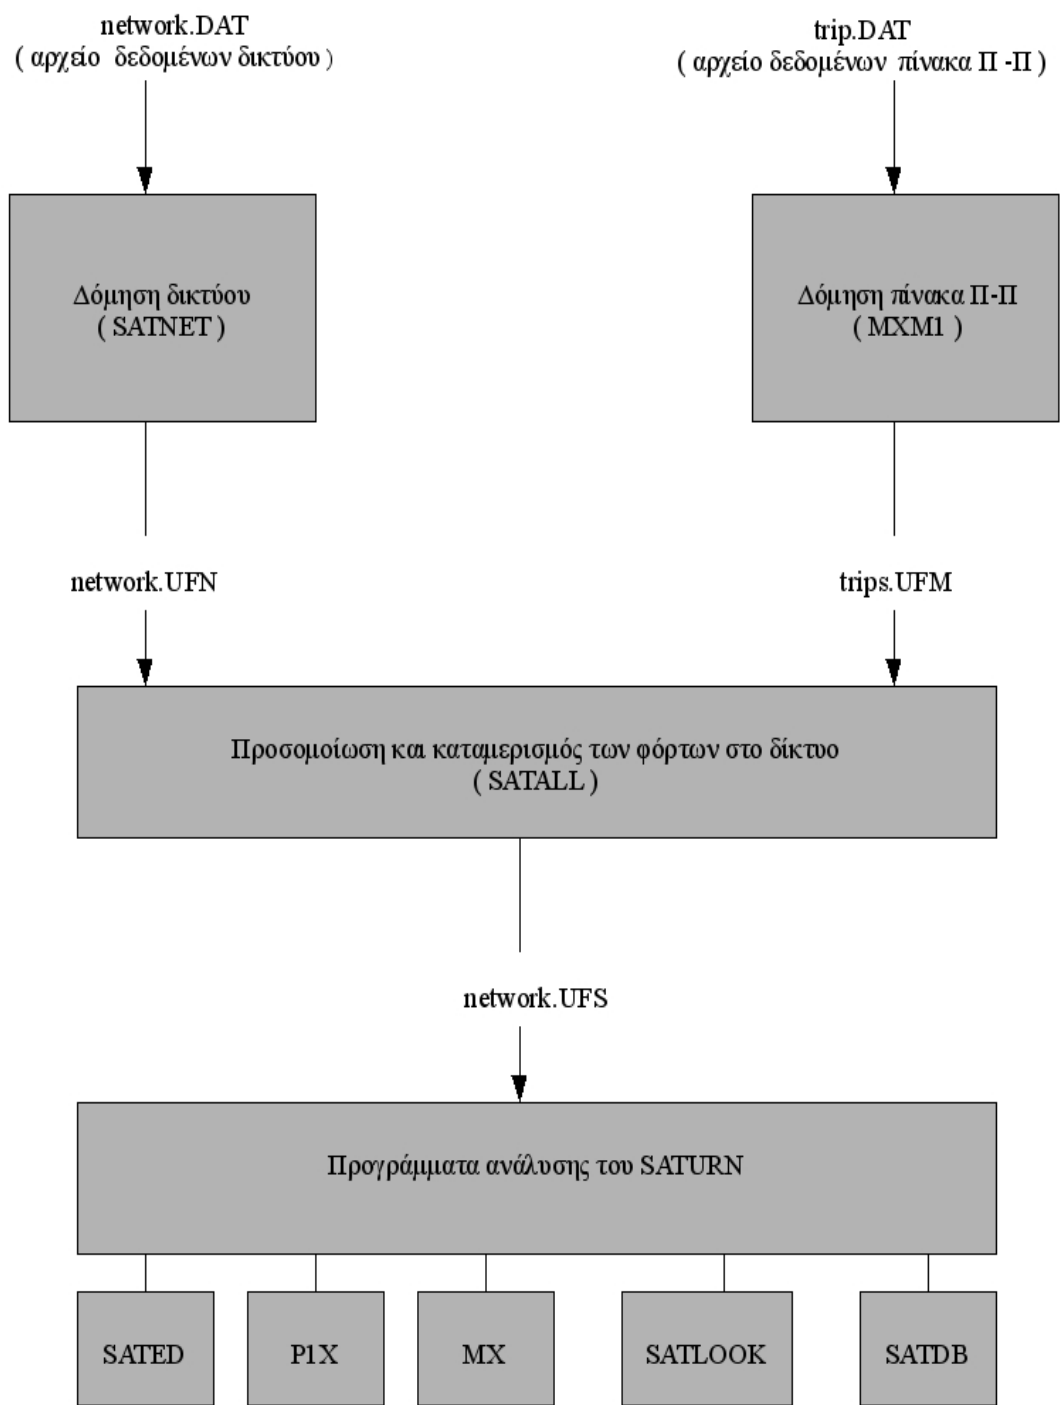 network.DAT
( αρχείο δεδομένων δικτύου )
trip.DAT
( αρχείο δεδομένων πίνακα Π -Π )
Δόμηση δικτύου
( SATNET )
Δόμηση πίνακα Π-Π
( MXM1 )
network.UFN
trips.UFM
Προσομοίωση και καταμερισμός των φόρτων στο δίκτυο
( SATALL )
network.UFS
Προγράμματα ανάλυσης του SATURN
SATED
P1X
MX
SATLOOK
SATDB